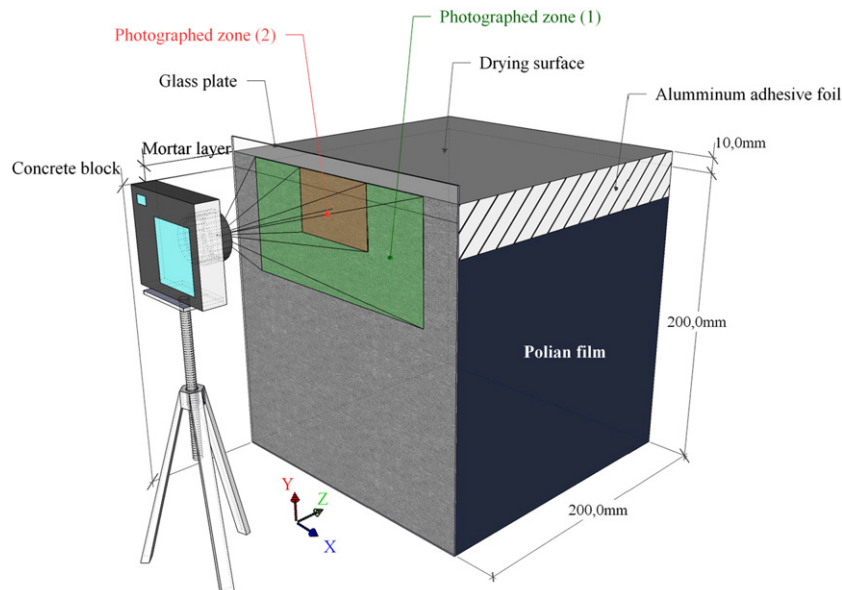 Photographed zone (1)
Photographed zone (2)
Drying surface
Glass plate
Alumminum adhesive foil
Mortar layer
10,0mm
Concrete block
200,0mm
Polian film
Y
Z
X
200,0mm